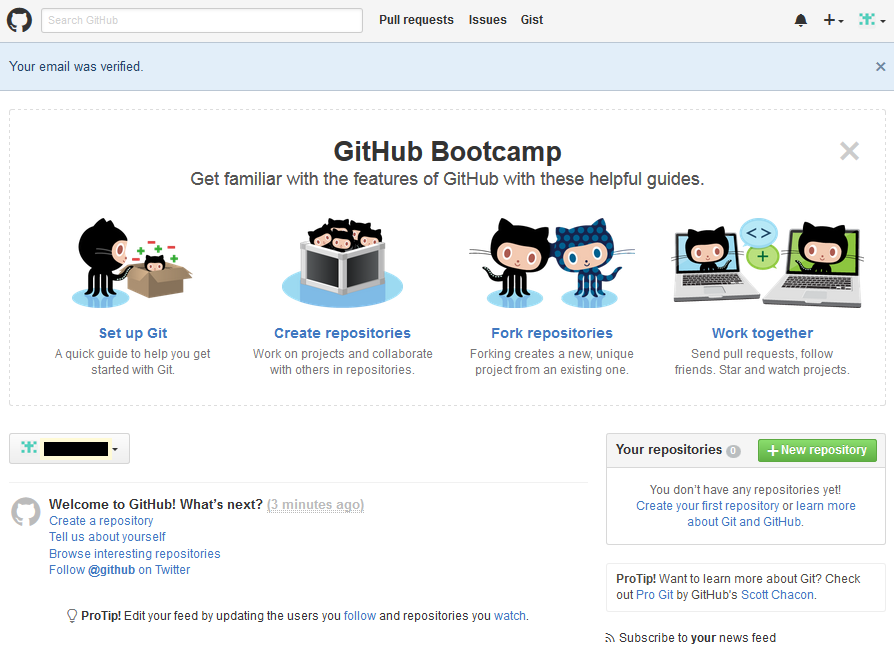 Search GitHub
Pull requests Issues Gist
Your email was verified.
GitHub Bootcamp
Get familiar with the features of GitHub with these helpful guides.
Set up Git
A quick guide to help you get
started with Git.
Create repositories
Work on projects and collaborate
with others in repositories.
Fork repositories
Forking creates a new, unique
project from an existing one.
Work together
Send pull requests, follow
friends. Star and watch projects.
Welcome to GitHub! What's next? (3 minutes ago)
Create a repository
Tell us about yourself
Browse interesting repositories
Follow @github on Twitter
ProTip! Edit your feed by updating the users you follow and repositories you watch.
Your repositories 0
New repository
You don't have any repositories yet!
Create your first repository or learn more
about Git and GitHub.
ProTip! Want to learn more about Git? Check
out Pro Git by GitHub's Scott Chacon.
Subscribe to your news feed